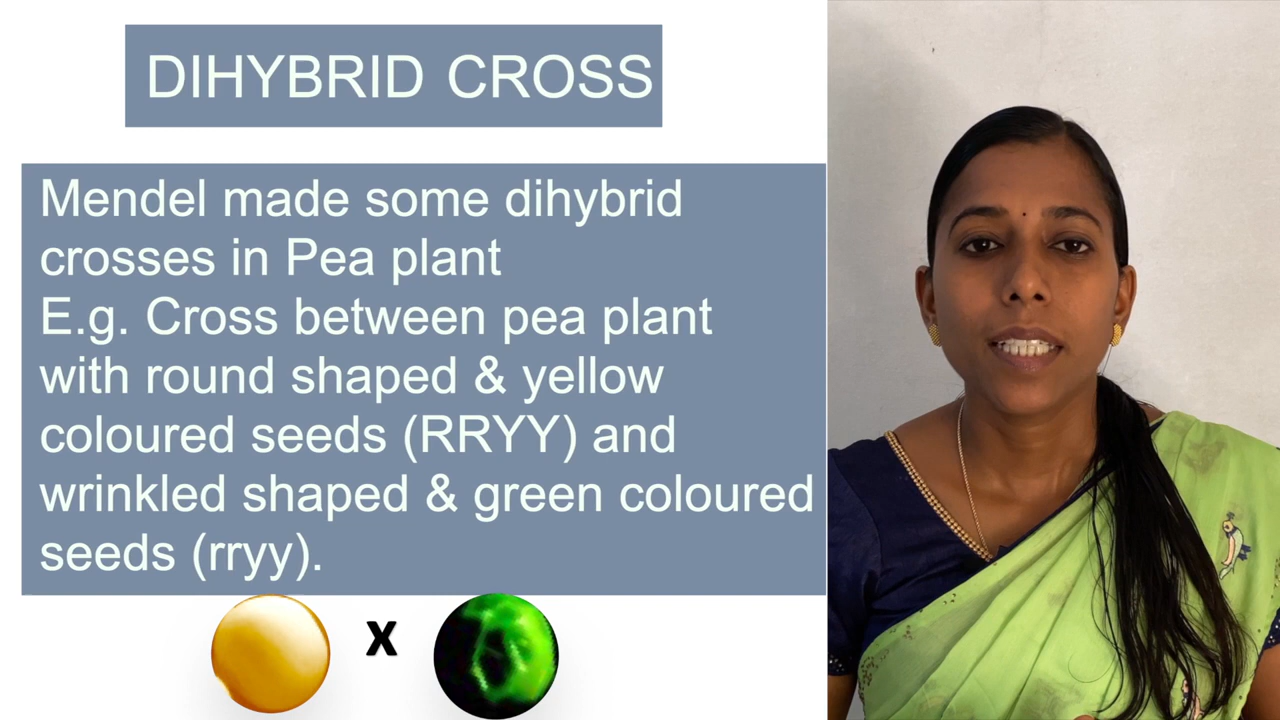 DIHYBRID CROSS
Mendel made some dihybrid
crosses in Pea plant
E.g. Cross between pea plant
with round shaped & yellow
coloured seeds (RRYY) and
wrinkled shaped & green coloured
seeds (rryy).
X